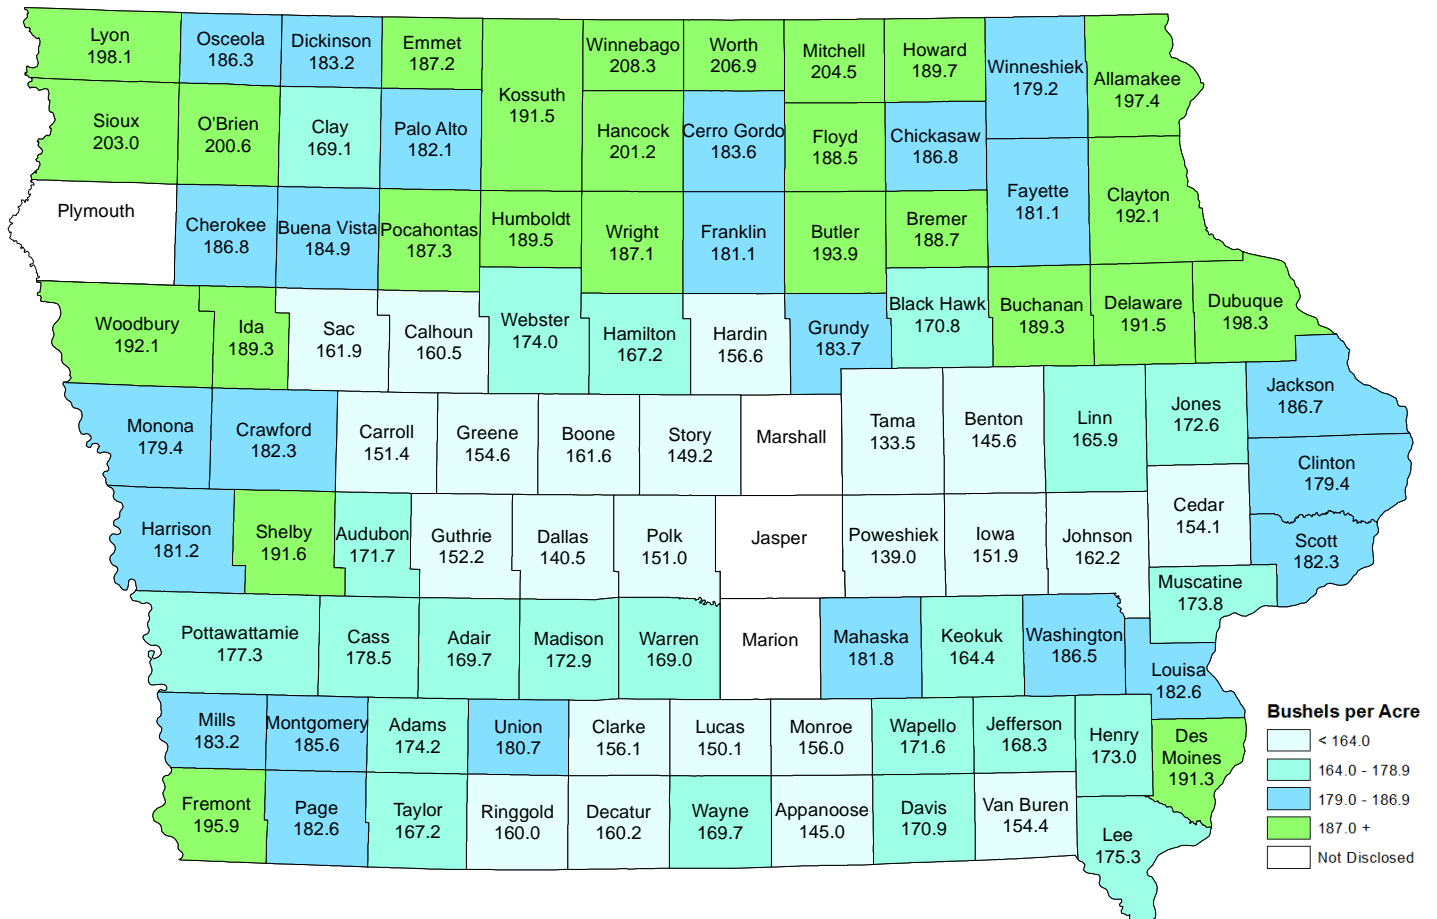 Lyon
198.1
Osceola
186.3
Dickinson
183.2
Emmet
187.2
Kossuth
191.5
Winnebago
208.3
Worth
206.9
Mitchell
204.5
Howard
189.7
Winneshiek
179.2
Allamakee
197.4
Sioux
203.0
O'Brien
200.6
Clay
169.1
Palo Alto
182.1
Hancock
201.2
Cerro Gordo
183.6
Floyd
188.5
Chickasaw
186.8
Fayette
181.1
Clayton
192.1
Plymouth
Cherokee
186.8
Buena Vista
184.9
Pocahontas
187.3
Humboldt
189.5
Wright
187.1
Franklin
181.1
Butler
193.9
Bremer
188.7
Woodbury
192.1
Ida
189.3
Sac
161.9
Calhoun
160.5
Webster
174.0
Hamilton
167.2
Hardin
156.6
Grundy
183.7
Black Hawk
170.8
Buchanan
189.3
Delaware
191.5
Dubuque
198.3
Monona
179.4
Crawford
182.3
Carroll
151.4
Greene
154.6
Boone
161.6
Story
149.2
Marshall
Tama
133.5
Benton
145.6
Linn
165.9
Jones
172.6
Jackson
186.7
Clinton
179.4
Harrison
181.2
Shelby
191.6
Audubon
171.7
Guthrie
152.2
Dallas
140.5
Polk
151.0
Jasper
Poweshiek
139.0
Iowa
151.9
Johnson
162.2
Cedar
154.1
Scott
182.3
Muscatine
173.8
Pottawattamie
177.3
Cass
178.5
Adair
169.7
Madison
172.9
Warren
169.0
Marion
Mahaska
181.8
Keokuk
164.4
Washington
186.5
Louisa
182.6
Mills
183.2
Montgomery
185.6
Adams
174.2
Union
180.7
Clarke
156.1
Lucas
150.1
Monroe
156.0
Wapello
171.6
Jefferson
168.3
Henry
173.0
Des
Moines
191.3
Fremont
195.9
Page
182.6
Taylor
167.2
Ringgold
160.0
Decatur
160.2
Wayne
169.7
Appanoose
145.0
Davis
170.9
Van Buren
154.4
Lee
175.3
Bushels per Acre
< 164.0
164.0 - 178.9
179.0 - 186.9
187.0 +
Not Disclosed